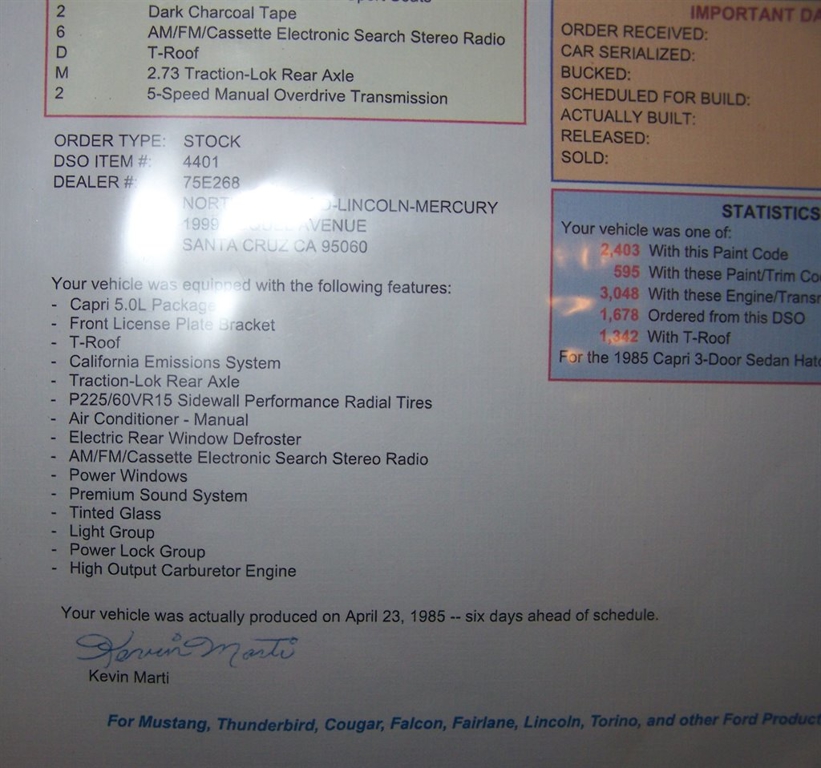 2 Dark Charcoal Tape
6 AM/FM/Cassette Electronic Search Stereo Radio
D T-Roof
M 2.73 Traction-Lok Rear Axle
2 5-Speed Manual Overdrive Transmission
IMPORTANT DA
ORDER RECEIVED:
CAR SERIALIZED:
BUCKED:
SCHEDULED FOR BUILD:
ACTUALLY BUILT:
RELEASED:
SOLD:
ORDER TYPE: STOCK
DSO ITEM #: 4401
DEALER #: 75E268
-LINCOLN-MERCURY
1999 AVENUE
SANTA CRUZ CA 95060
STATISTICS
Your vehicle was one of:
2,403 With this Paint Code
595 With these Paint/Trim Co
3,048 With these Engine/Transm
1,678 Ordered from this DSO
1,342 With T-Roof
For the 1985 Capri 3-Door Sedan Hatc
Your vehicle was equipped with the following features:
- Capri 5.0L Package
- Front License Plate Bracket
- T-Roof
- California Emissions System
- Traction-Lok Rear Axle
- P225/60VR15 Sidewall Performance Radial Tires
- Air Conditioner - Manual
- Electric Rear Window Defroster
- AM/FM/Cassette Electronic Search Stereo Radio
- Power Windows
- Premium Sound System
- Tinted Glass
- Light Group
- Power Lock Group
- High Output Carburetor Engine
Your vehicle was actually produced on April 23, 1985 -- six days ahead of schedule.
Kevin Marti
Kevin Marti
For Mustang, Thunderbird, Cougar, Falcon, Fairlane, Lincoln, Torino, and other Ford Product